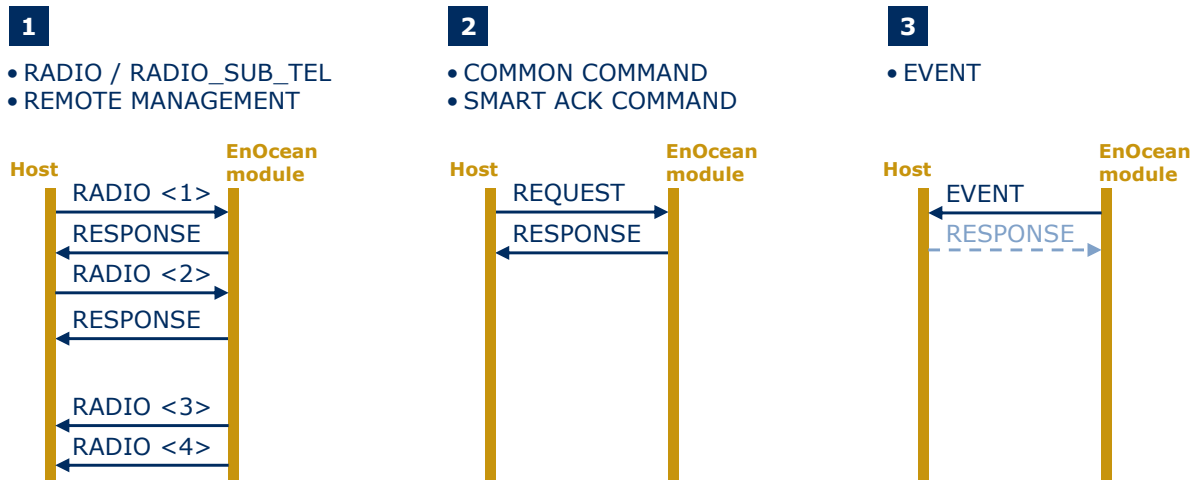 1
• RADIO / RADIO_SUB_TEL
• REMOTE MANAGEMENT
Host
EnOcean
module
RADIO <1>
RESPONSE
RADIO <2>
RESPONSE
RADIO <3>
RADIO <4>
2
• COMMON COMMAND
• SMART ACK COMMAND
Host
EnOcean
module
REQUEST
RESPONSE
3
• EVENT
Host
EnOcean
module
EVENT
RESPONSE